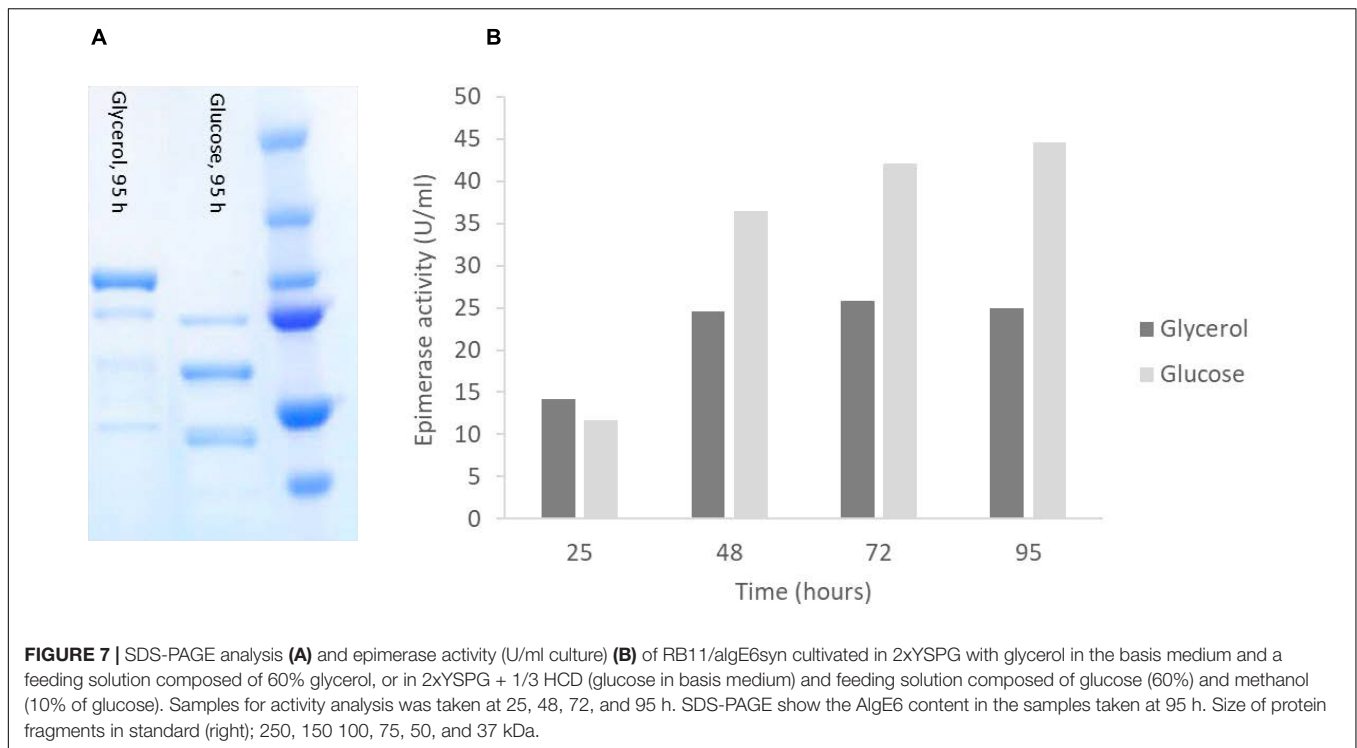 A
B
Glycerol, 95 h
Glucose, 95 h
50
45
40
35
30
25
20
15
10
5
0
Epimerase activity (U/ml)
25 48 72 95
Time (hours)
Glycerol
Glucose
FIGURE 7 | SDS-PAGE analysis (A) and epimerase activity (U/ml culture) (B) of RB11/algE6syn cultivated in 2xYSPG with glycerol in the basis medium and a
feeding solution composed of 60% glycerol, or in 2xYSPG + 1/3 HCD (glucose in basis medium) and feeding solution composed of glucose (60%) and methanol
(10% of glucose). Samples for activity analysis was taken at 25, 48, 72, and 95 h. SDS-PAGE show the AlgE6 content in the samples taken at 95 h. Size of protein
fragments in standard (right); 250, 150 100, 75, 50, and 37 kDa.